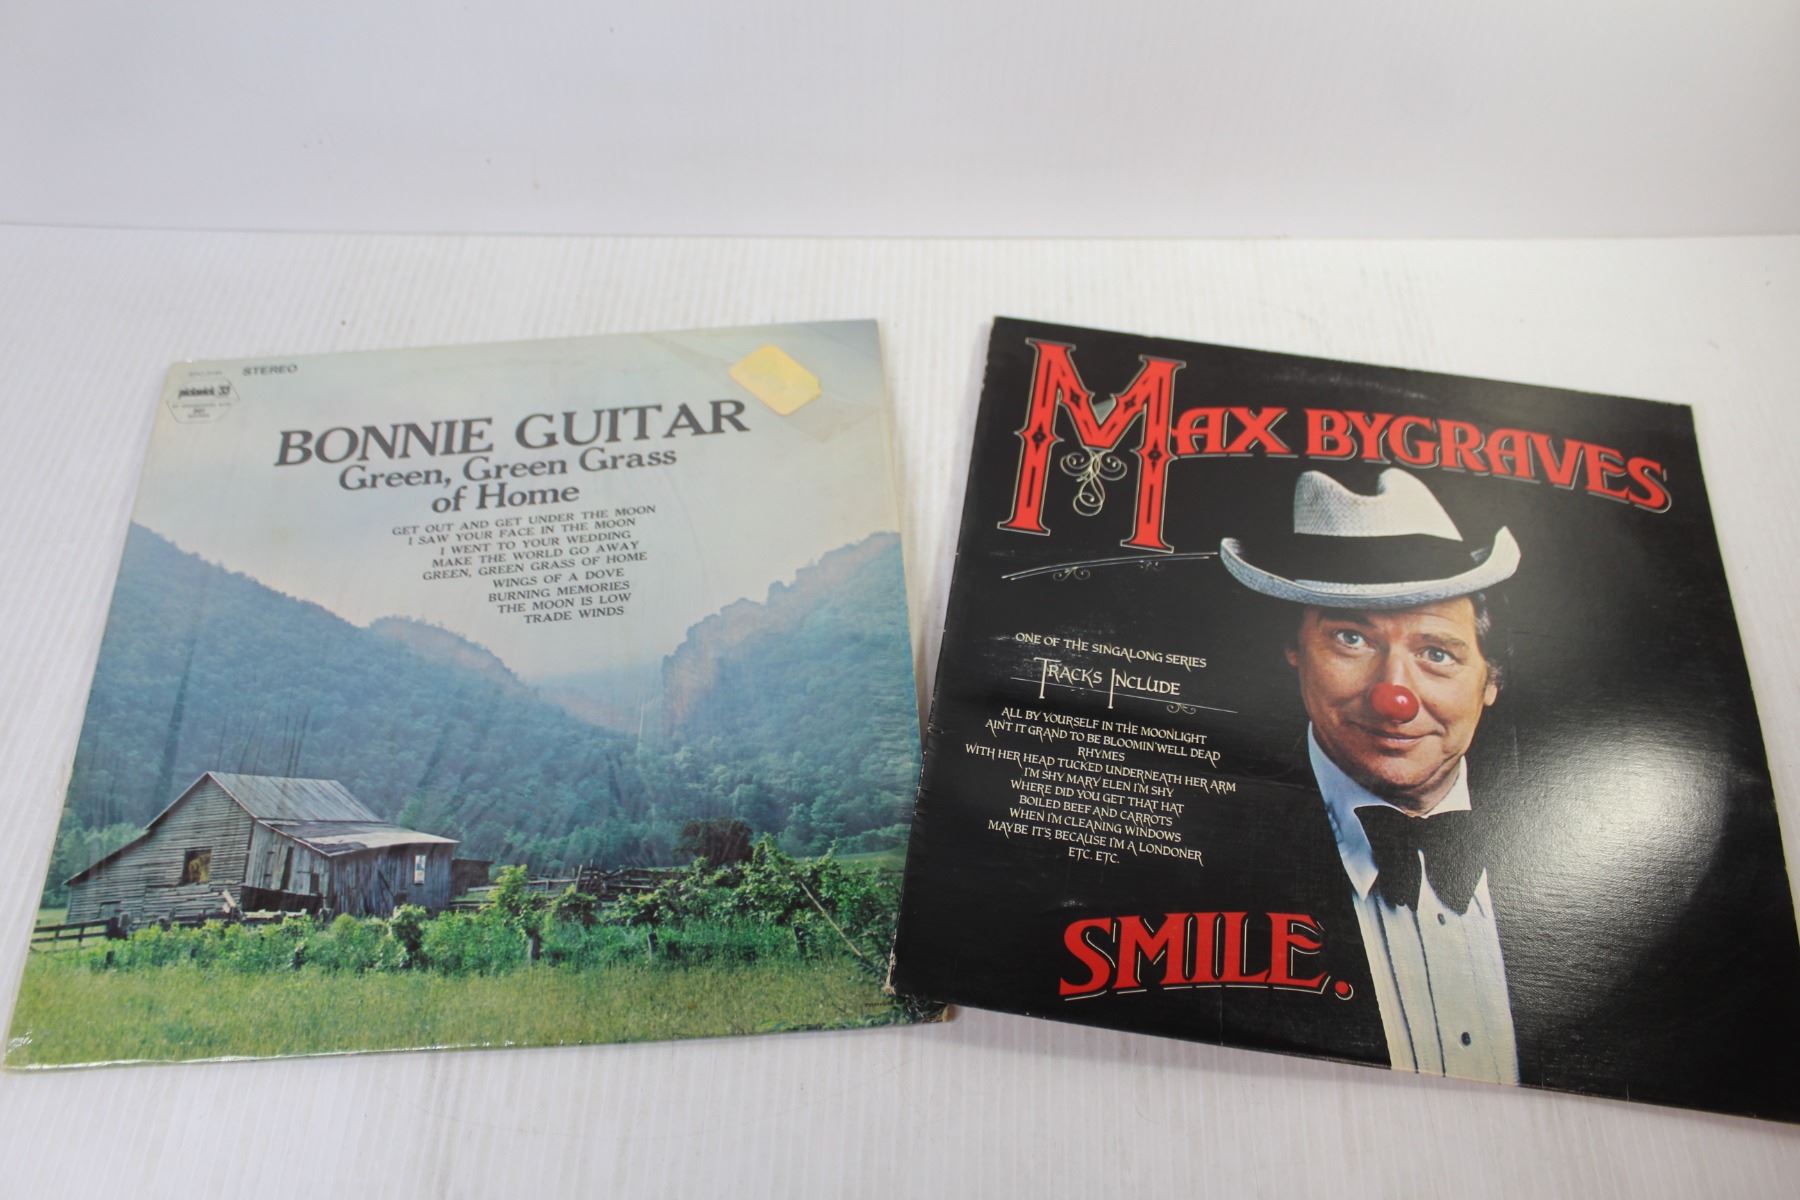 STEREO
BONNIE GUITAR
Green, Green Grass
of Home
GET OUT AND GET UNDER THE MOON
I SAW YOUR FACE IN THE MOON
I WENT TO YOUR WEDDING
MAKE THE WORLD GO AWAY
GREEN, GREEN GRASS OF HOME
WINGS OF A DOVE
BURNING MEMORIES
THE MOON IS LOW
TRADE WINDS
MAX BYGRAVES
ONE OF THE SINGALONG SERIES
TRACKS INCLUDE
ALL BY YOURSELF IN THE MOONLIGHT
AINT IT GRAND TO BE BLOOMIN' WELL DEAD
RHYMES
WITH HER HEAD TUCKED UNDERNEATH HER ARM
I'M SHY MARY ELEN I'M SHY
WHERE DID YOU GET THAT HAT
BOILED BEEF AND CARROTS
WHEN I'M CLEANING WINDOWS
MAYBE IT'S BECAUSE I'M A LONDONER
ETC. ETC.
SMILE.